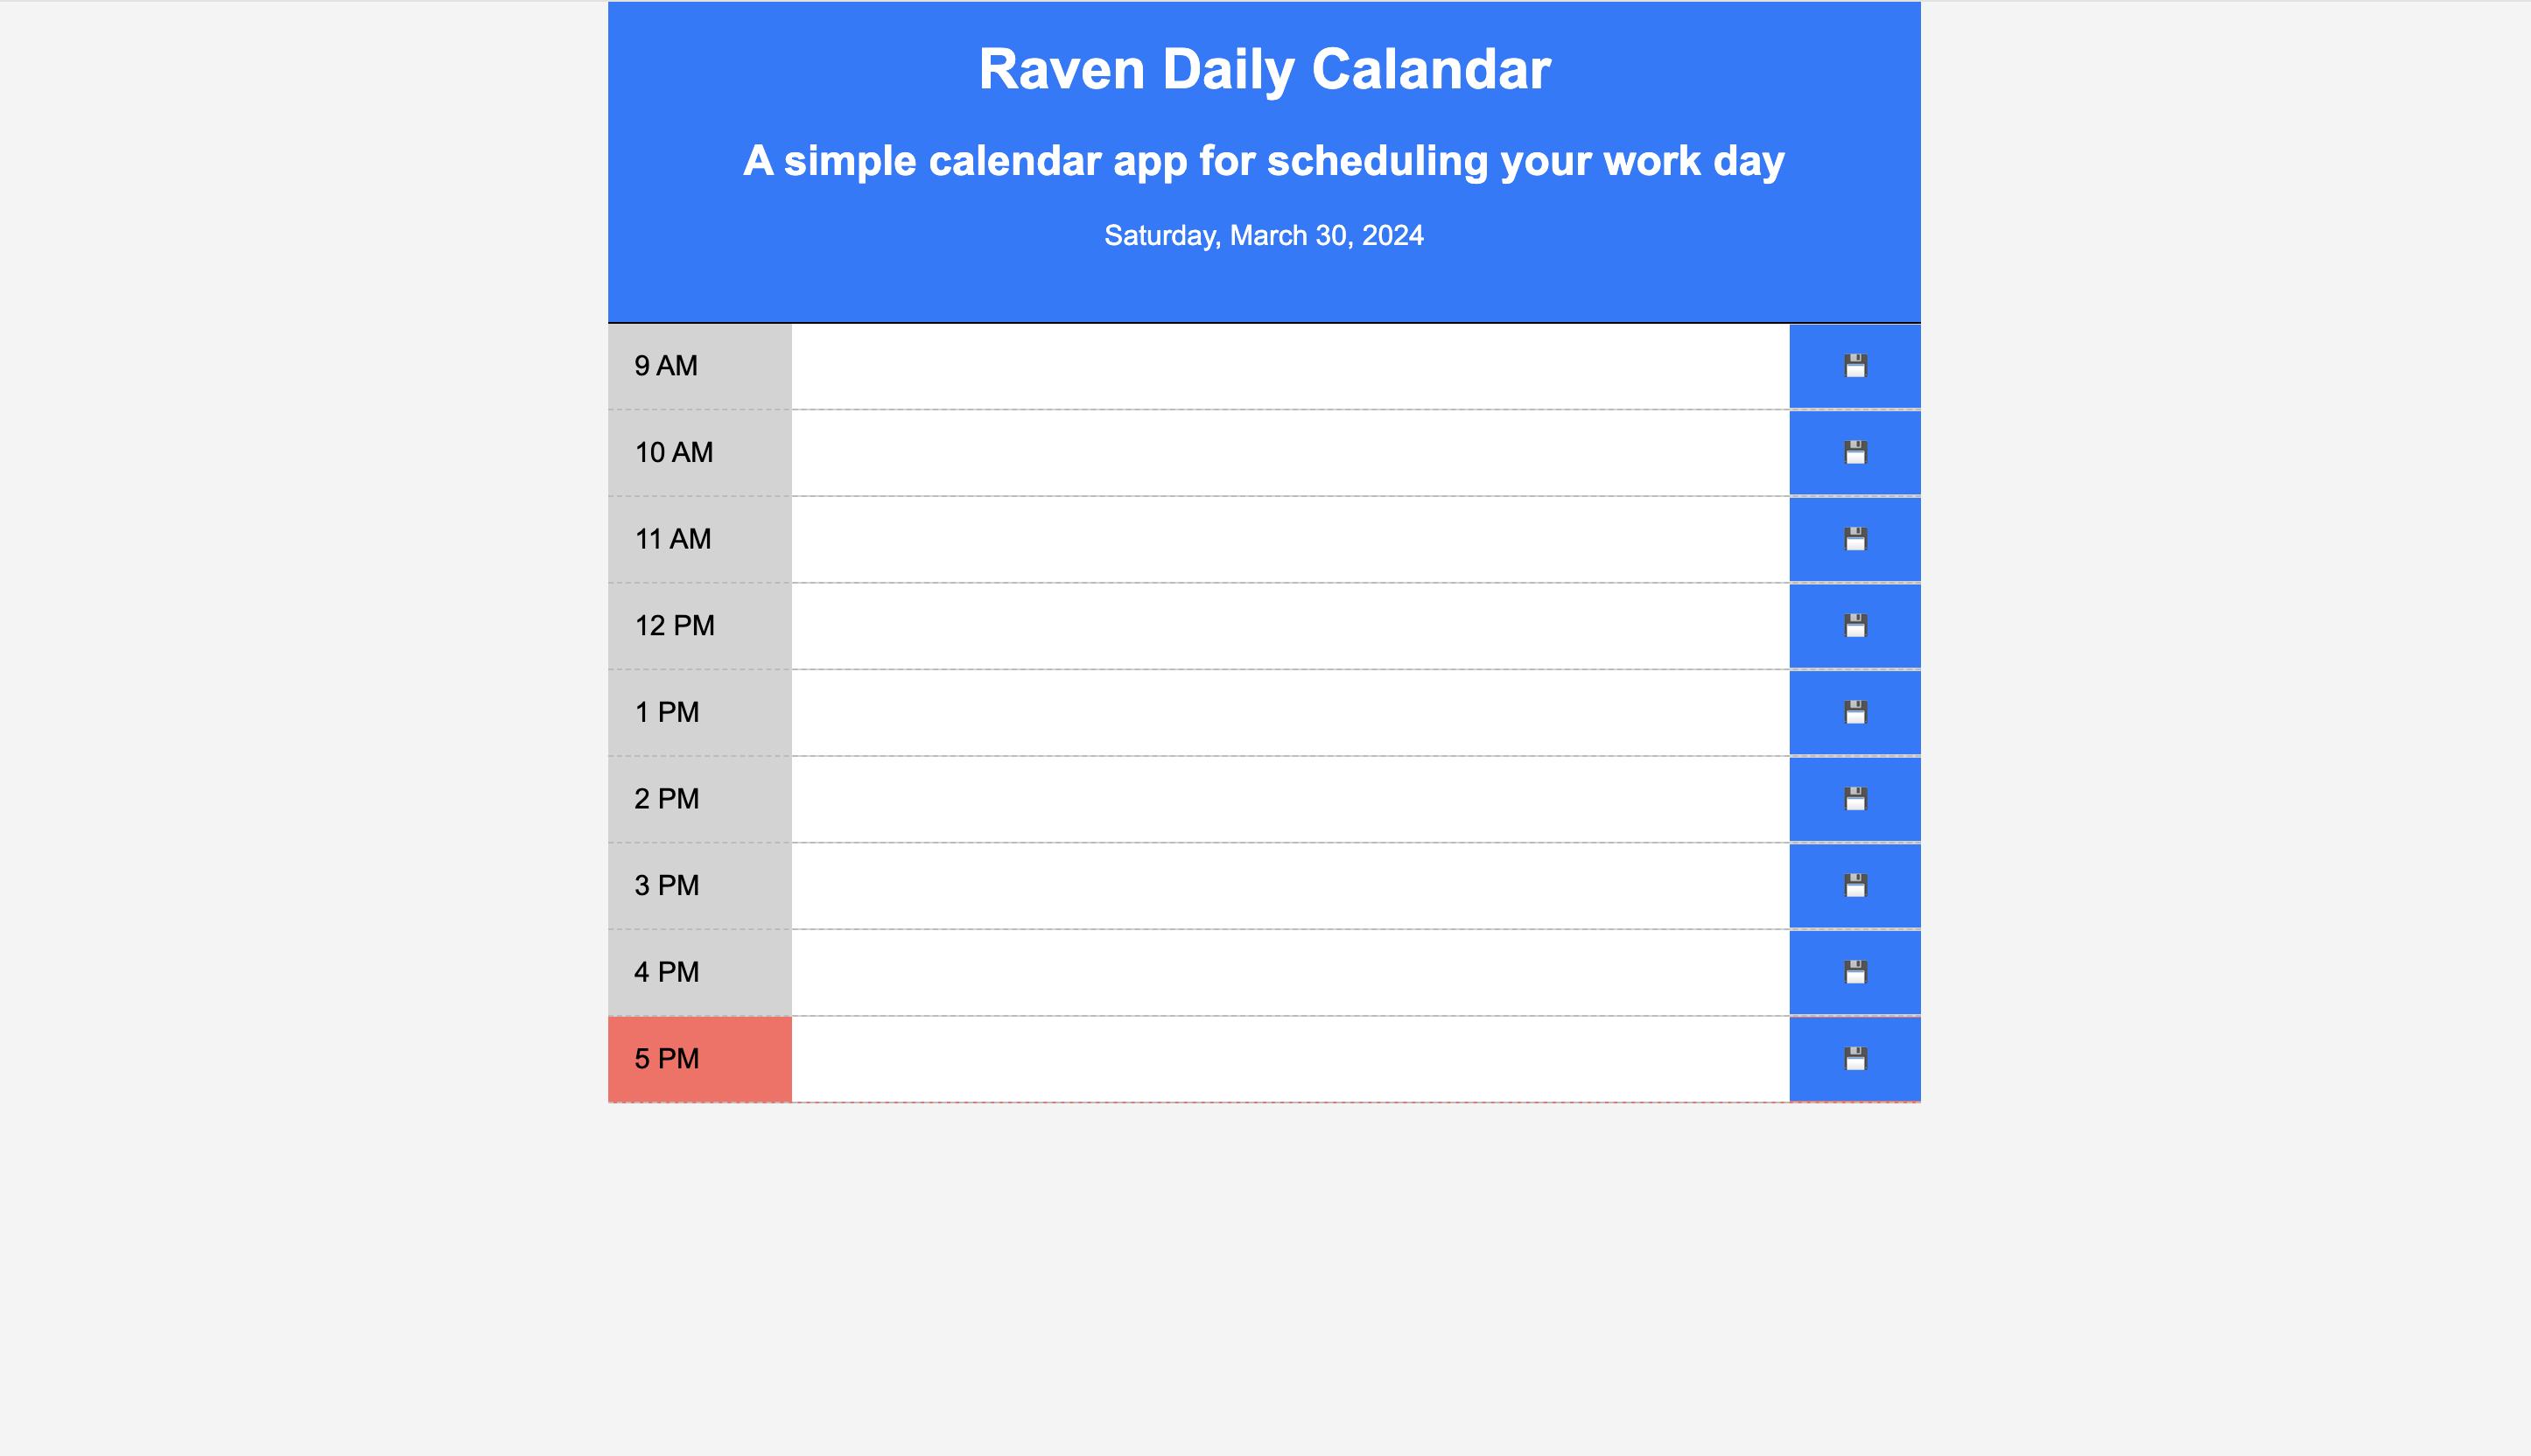 Raven Daily Calandar
A simple calendar app for scheduling your work day
Saturday, March 30, 2024
9 AM
10 AM
11 AM
12 PM
1 PM
2 PM
3 PM
4 PM
5 PM